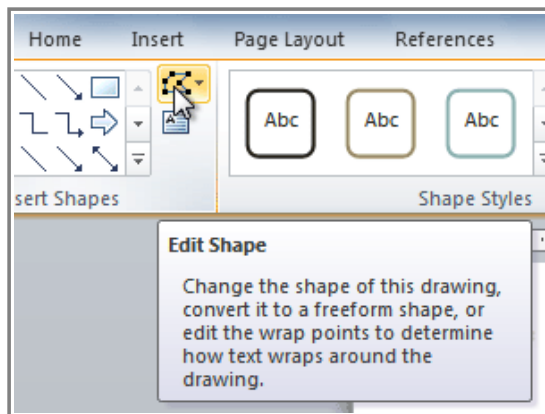 Home Insert Page Layout References
Abc Abc Abc
sert Shapes Shape Styles
Edit Shape
Change the shape of this drawing,
convert it to a freeform shape, or
edit the wrap points to determine
how text wraps around the
drawing.